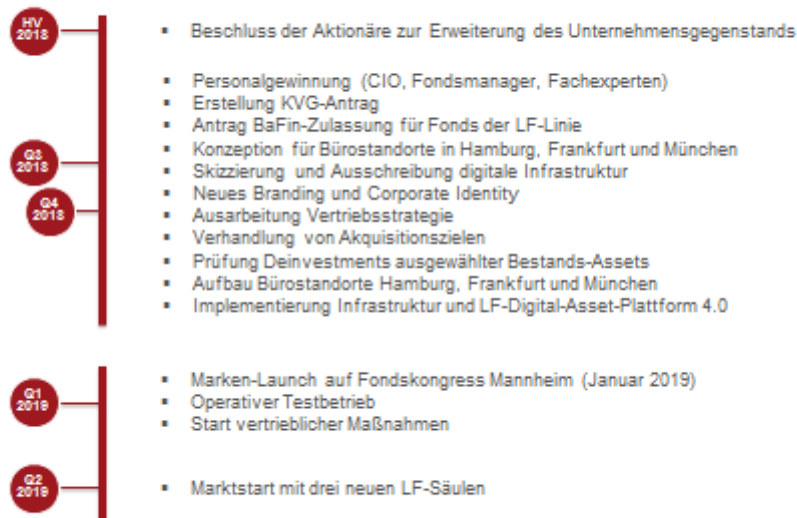 HV
2018
Beschluss der Aktionäre zur Erweiterung des Unternehmensgegenstands
Personalgewinnung (CIO, Fondsmanager, Fachexperten)
Erstellung KVG-Antrag
Antrag BaFin-Zulassung für Fonds der LF-Linie
Q3
2018
Konzeption für Bürostandorte in Hamburg, Frankfurt und München
Skizzierung und Ausschreibung digitale Infrastruktur
Q4
2018
Neues Branding und Corporate Identity
Ausarbeitung Vertriebsstrategie
Verhandlung von Akquisitionszielen
Prüfung Deinvestments ausgewählter Bestands-Assets
Aufbau Bürostandorte Hamburg, Frankfurt und München
Implementierung Infrastruktur und LF-Digital-Asset-Plattform 4.0
Q1
2019
Marken-Launch auf Fondskongress Mannheim (Januar 2019)
Operativer Testbetrieb
Start vertrieblicher Maßnahmen
Q2
2019
Marktstart mit drei neuen LF-Säulen